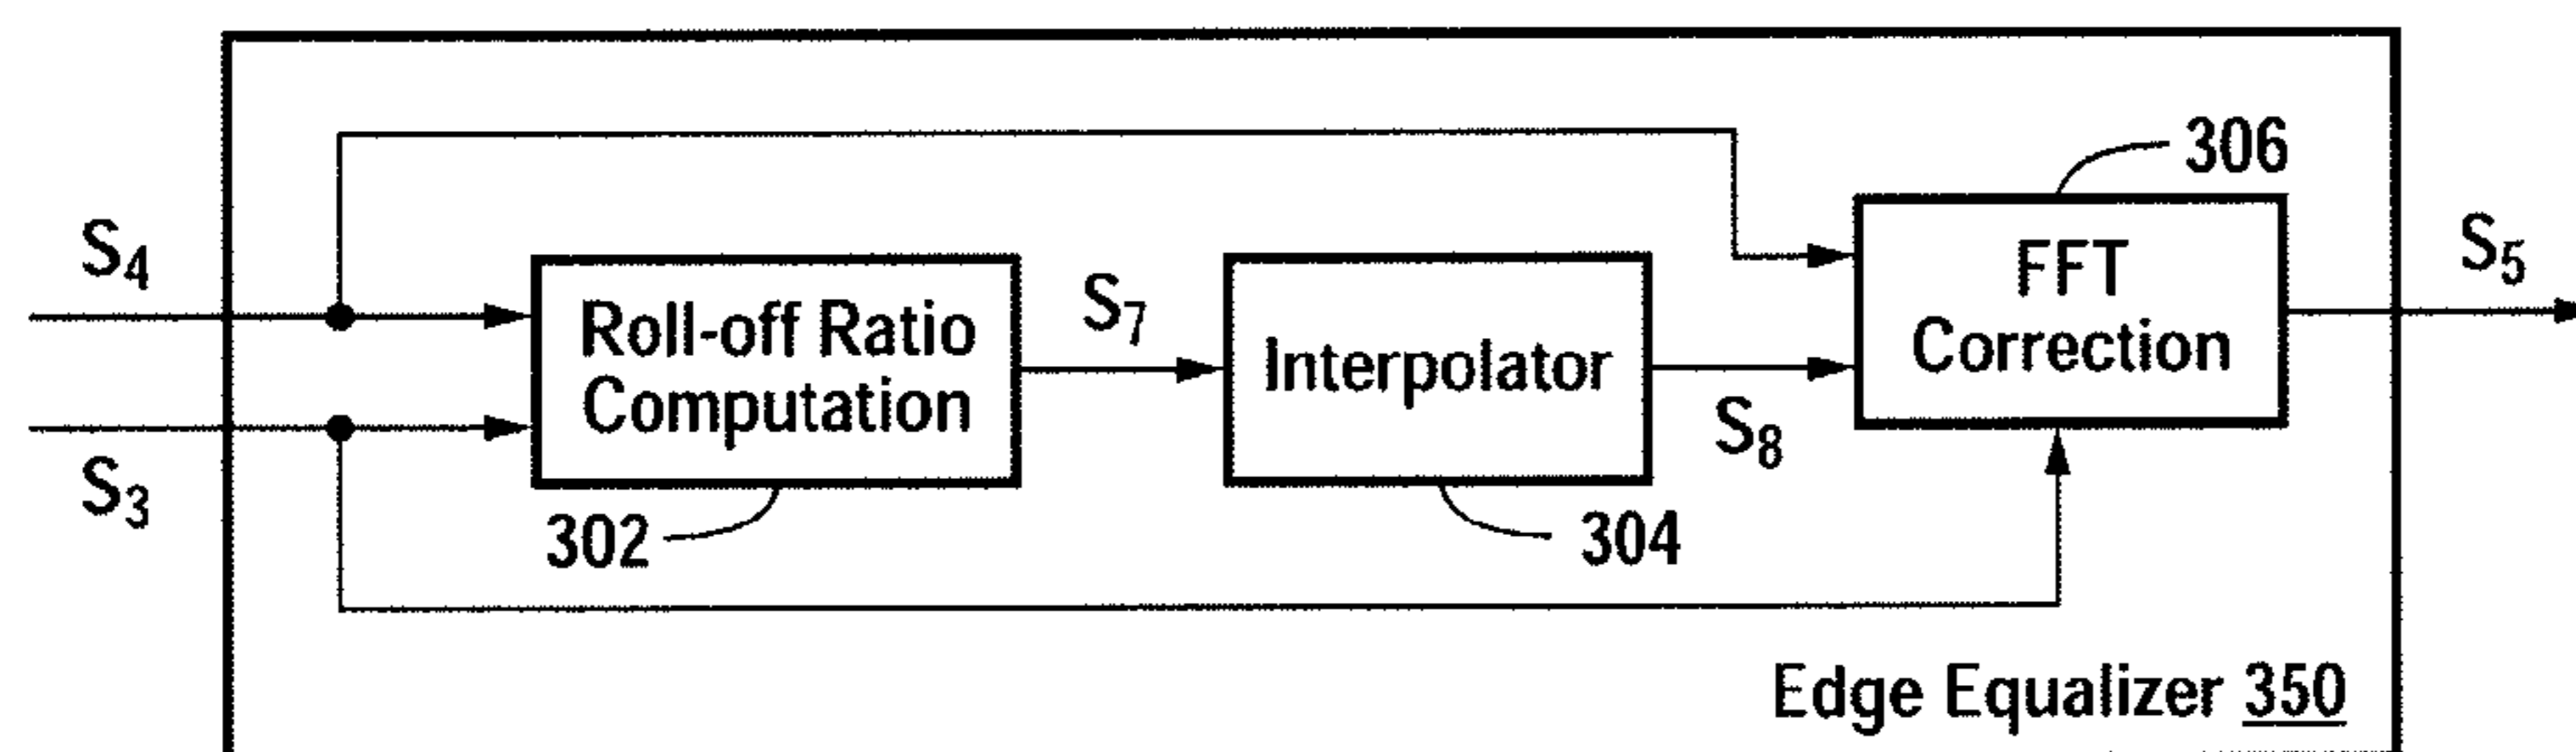 306
S4
S5
S7
FFT
Correction
Roll-off Ratio
Computation
Interpolator
S8
S3
302
304
Edge Equalizer 350